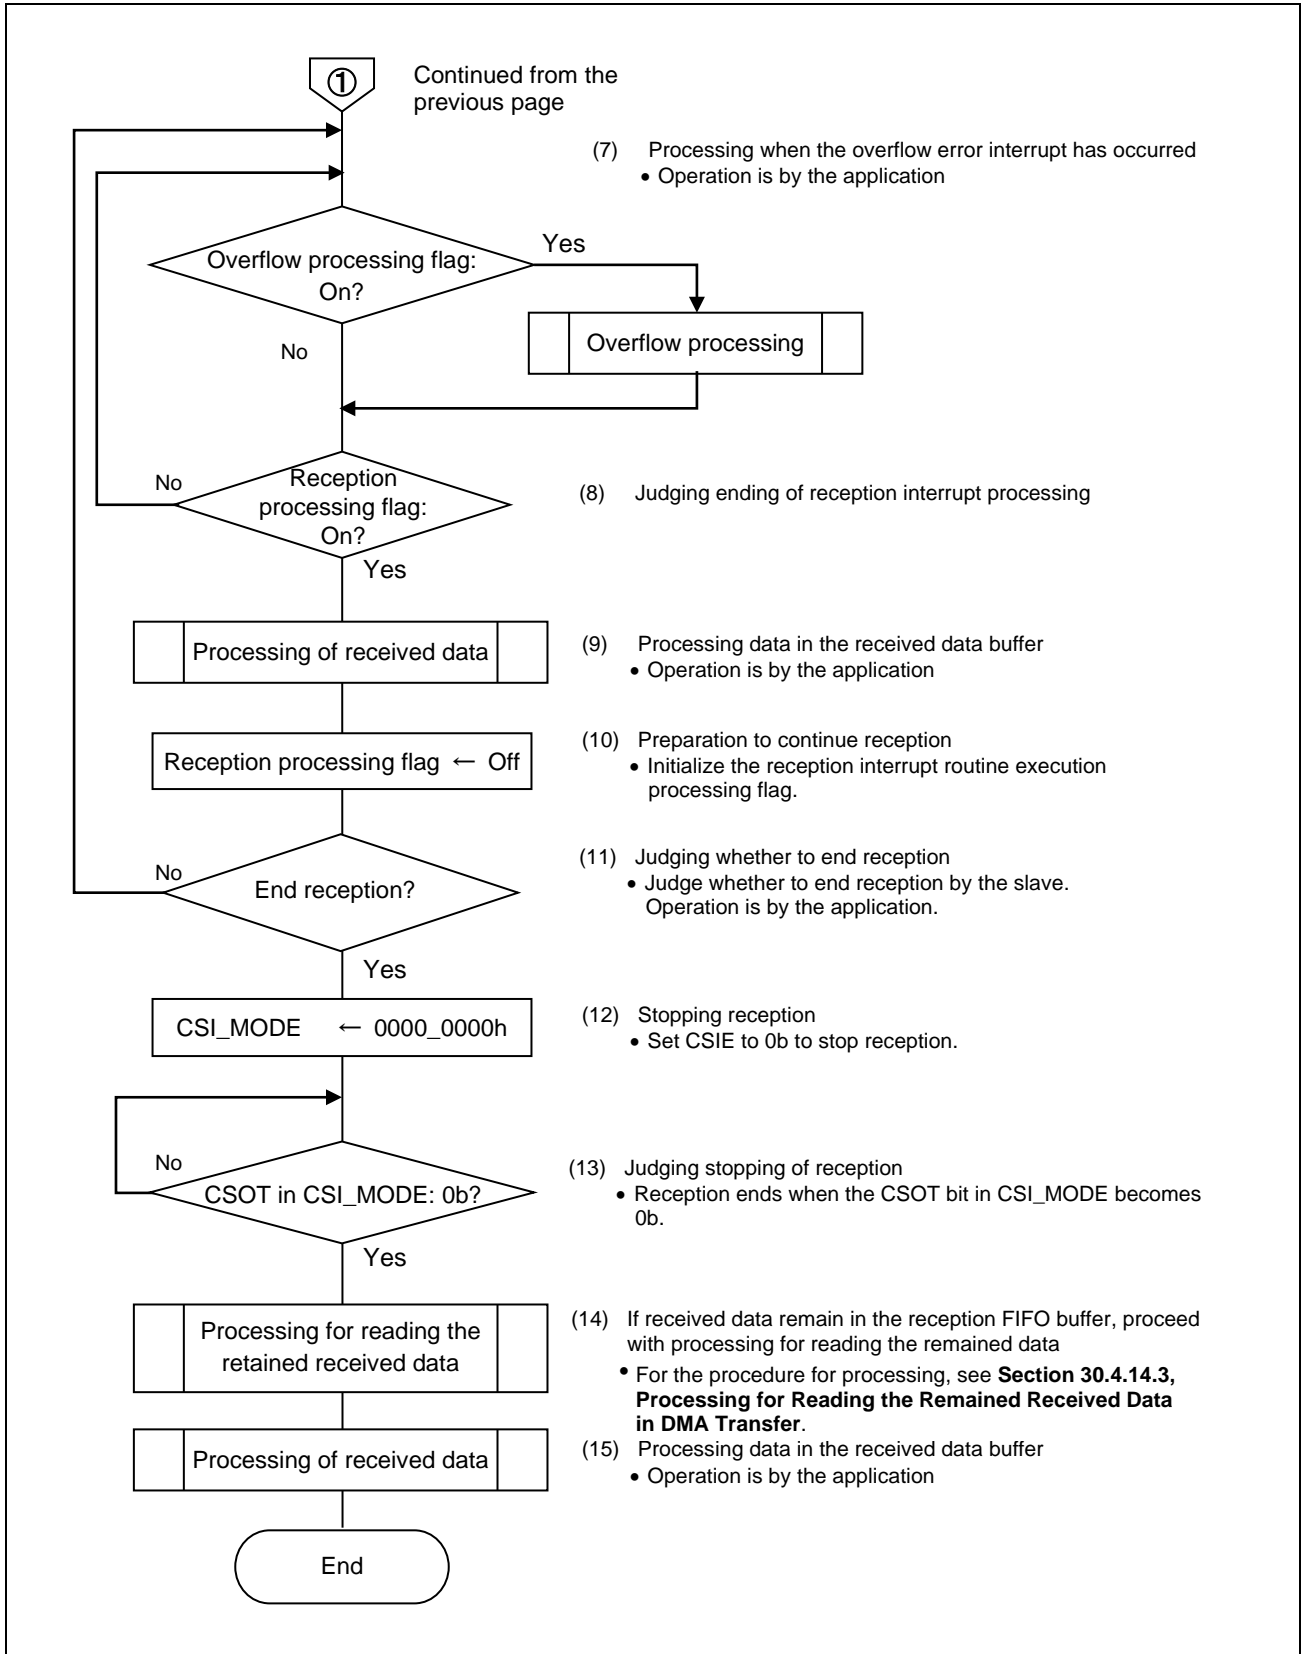 ①
Continued from the
previous page
(7) Processing when the overflow error interrupt has occurred
• Operation is by the application
Overflow processing flag:
On?
Yes
No
Overflow processing
Reception
processing flag:
On?
No
Yes
(8) Judging ending of reception interrupt processing
Processing of received data
(9) Processing data in the received data buffer
• Operation is by the application
Reception processing flag ← Off
(10) Preparation to continue reception
• Initialize the reception interrupt routine execution
processing flag.
End reception?
No
Yes
(11) Judging whether to end reception
• Judge whether to end reception by the slave.
Operation is by the application.
CSI_MODE ← 0000_0000h
(12) Stopping reception
• Set CSIE to 0b to stop reception.
No
CSOT in CSI_MODE: 0b?
Yes
(13) Judging stopping of reception
• Reception ends when the CSOT bit in CSI_MODE becomes
0b.
Processing for reading the
retained received data
(14) If received data remain in the reception FIFO buffer, proceed
with processing for reading the remained data
• For the procedure for processing, see Section 30.4.14.3,
Processing for Reading the Remained Received Data
in DMA Transfer.
Processing of received data
(15) Processing data in the received data buffer
• Operation is by the application
End